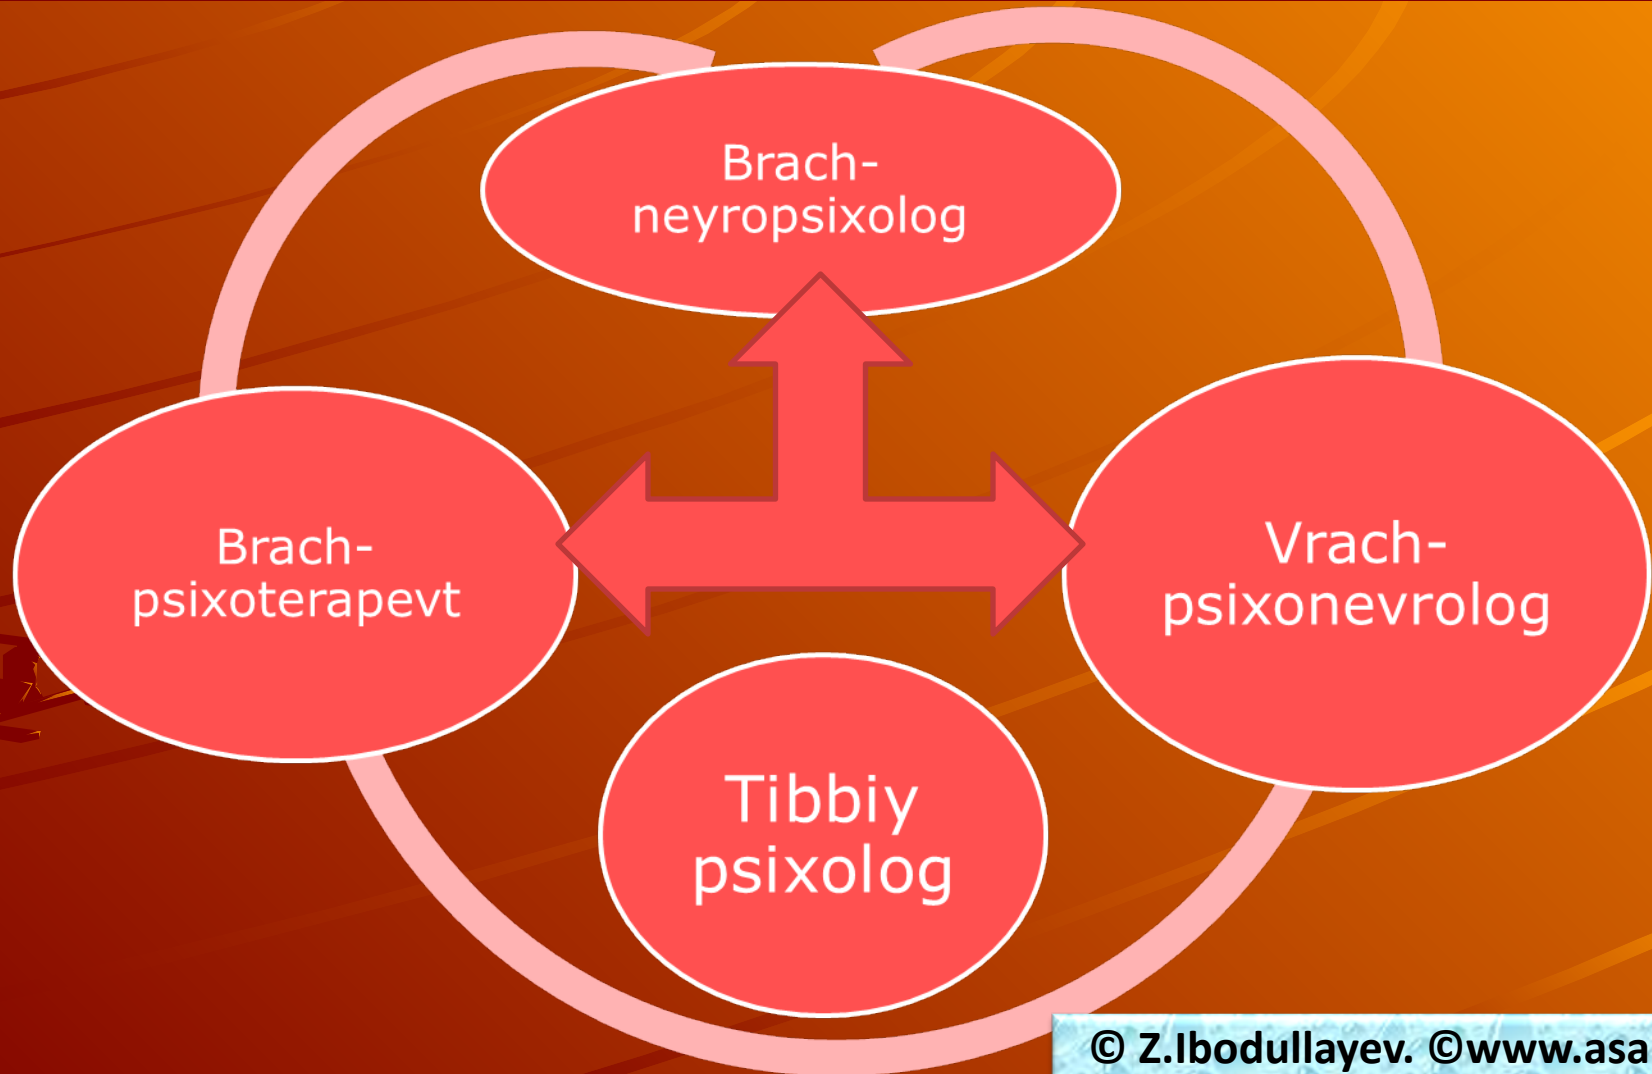 Brach-
neyropsixolog
Brach-
psixoterapevt
Vrach-
psixonevrolog
Tibbiy
psixolog
© Z.Ibodullayev. ©www.asa